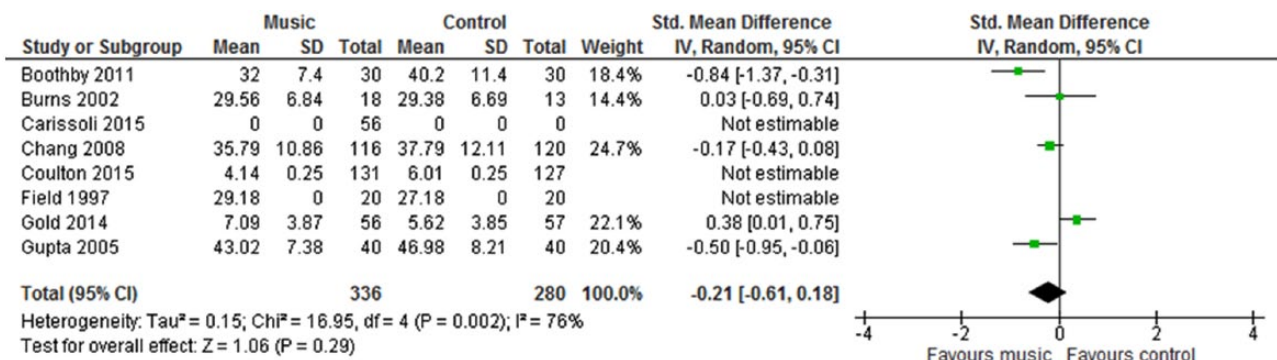 Music Control Std. Mean Difference Std. Mean Difference
Study or Subgroup Mean SD Total Mean SD Total Weight IV, Random, 95% CI IV, Random, 95% CI
Boothby 2011 32 7.4 30 40.2 11.4 30 18.4% -0.84 [-1.37, -0.31]
Burns 2002 29.56 6.84 18 29.38 6.69 13 14.4% 0.03 [-0.69, 0.74]
Carissoli 2015 0 0 56 0 0 0 Not estimable
Chang 2008 35.79 10.86 116 37.79 12.11 120 24.7% -0.17 [-0.43, 0.08]
Coulton 2015 4.14 0.25 131 6.01 0.25 127 Not estimable
Field 1997 29.18 0 20 27.18 0 20 Not estimable
Gold 2014 7.09 3.87 56 5.62 3.85 57 22.1% 0.38 [0.01, 0.75]
Gupta 2005 43.02 7.38 40 46.98 8.21 40 20.4% -0.50 [-0.95, -0.06]
Total (95% CI) 336 280 100.0% -0.21 [-0.61, 0.18]
Heterogeneity: Tau² = 0.15; Chi² = 16.95, df = 4 (P = 0.002); I² = 76%
Test for overall effect: Z = 1.06 (P = 0.29)
-4 -2 0 2 4
Favours music Favours control